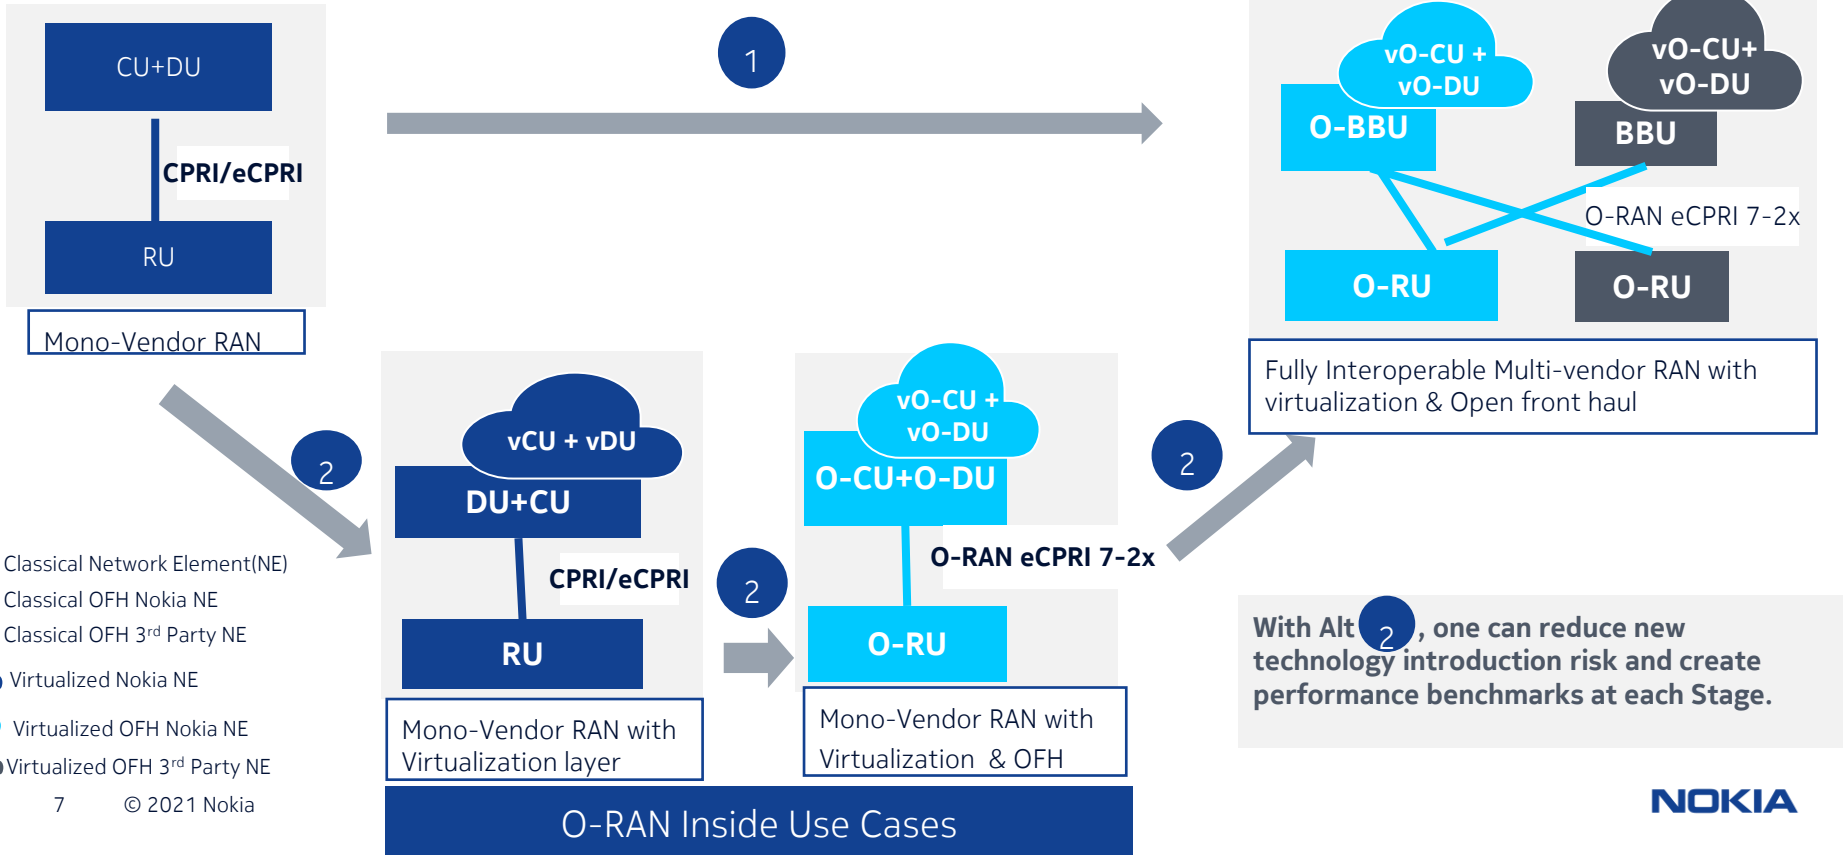 CU+DU
CPRI/eCPRI
RU
Mono-Vendor RAN
1
vO-CU +
vO-DU
O-BBU
vO-CU+
vO-DU
BBU
O-RAN eCPRI 7-2x
O-RU
O-RU
Fully Interoperable Multi-vendor RAN with
virtualization & Open front haul
2
vCU + vDU
DU+CU
CPRI/eCPRI
RU
Mono-Vendor RAN with
Virtualization layer
2
vO-CU +
vO-DU
O-CU+O-DU
O-RAN eCPRI 7-2x
O-RU
Mono-Vendor RAN with
Virtualization & OFH
2
Classical Network Element(NE)
Classical OFH Nokia NE
Classical OFH 3rd Party NE
Virtualized Nokia NE
Virtualized OFH Nokia NE
Virtualized OFH 3rd Party NE
With Alt 2, one can reduce new
technology introduction risk and create
performance benchmarks at each Stage.
7 © 2021 Nokia
O-RAN Inside Use Cases
NOKIA